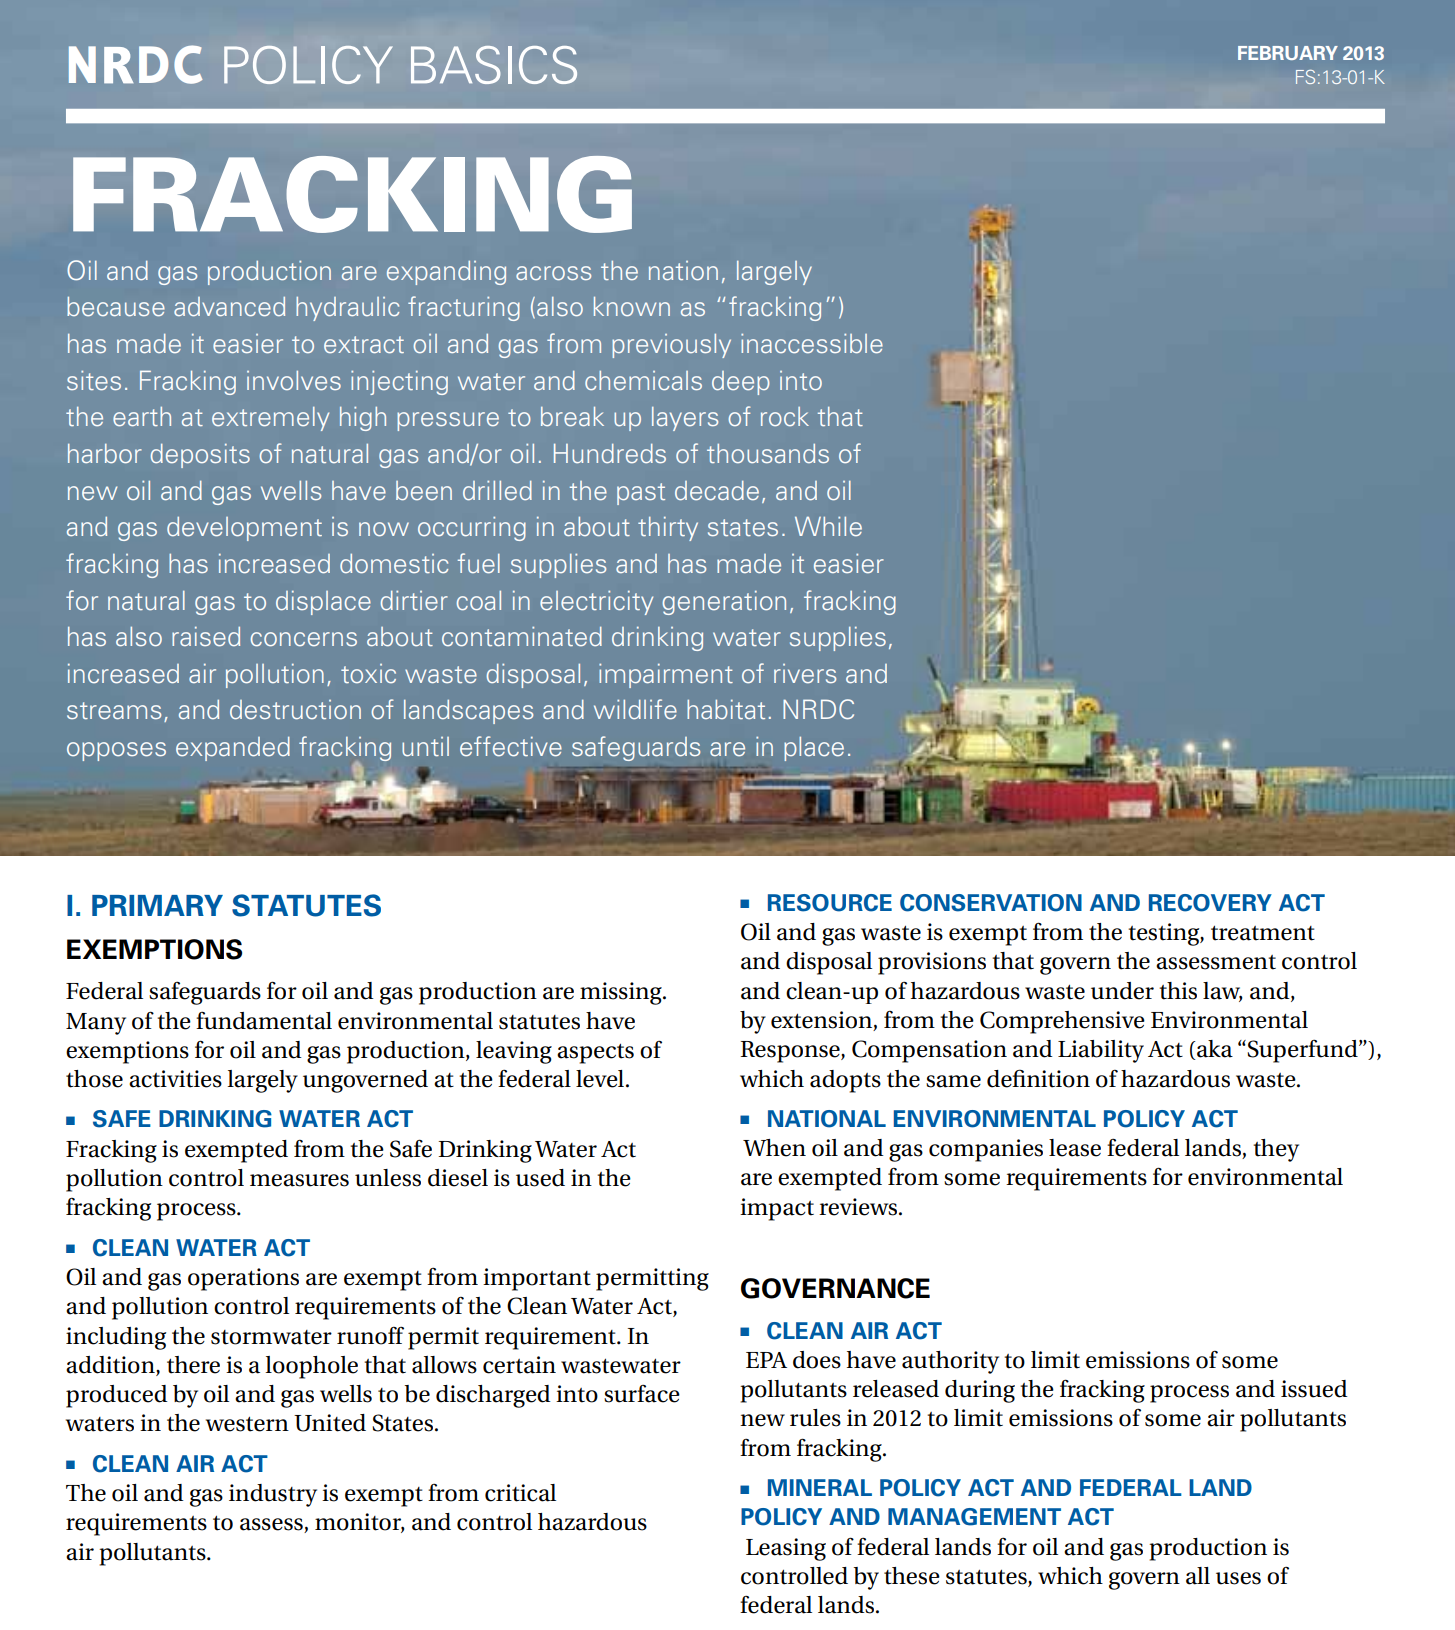 NRDC POLICY BASICS
FEBRUARY 2013
FS:13-01-K
FRACKING
Oil and gas production are expanding across the nation, largely
because advanced hydraulic fracturing (also known as “fracking”)
has made it easier to extract oil and gas from previously inaccessible
sites. Fracking involves injecting water and chemicals deep into
the earth at extremely high pressure to break up layers of rock that
harbor deposits of natural gas and/or oil. Hundreds of thousands of
new oil and gas wells have been drilled in the past decade, and oil
and gas development is now occurring in about thirty states. While
fracking has increased domestic fuel supplies and has made it easier
for natural gas to displace dirtier coal in electricity generation, fracking
has also raised concerns about contaminated drinking water supplies,
increased air pollution, toxic waste disposal, impairment of rivers and
streams, and destruction of landscapes and wildlife habitat. NRDC
opposes expanded fracking until effective safeguards are in place.
I. PRIMARY STATUTES
EXEMPTIONS
Federal safeguards for oil and gas production are missing.
Many of the fundamental environmental statutes have
exemptions for oil and gas production, leaving aspects of
those activities largely ungoverned at the federal level.
■ SAFE DRINKING WATER ACT
Fracking is exempted from the Safe Drinking Water Act
pollution control measures unless diesel is used in the
fracking process.
■ CLEAN WATER ACT
Oil and gas operations are exempt from important permitting
and pollution control requirements of the Clean Water Act,
including the stormwater runoff permit requirement. In
addition, there is a loophole that allows certain wastewater
produced by oil and gas wells to be discharged into surface
waters in the western United States.
■ CLEAN AIR ACT
The oil and gas industry is exempt from critical
requirements to assess, monitor, and control hazardous
air pollutants.
■ RESOURCE CONSERVATION AND RECOVERY ACT
Oil and gas waste is exempt from the testing, treatment
and disposal provisions that govern the assessment control
and clean-up of hazardous waste under this law, and,
by extension, from the Comprehensive Environmental
Response, Compensation and Liability Act (aka “Superfund”),
which adopts the same definition of hazardous waste.
■ NATIONAL ENVIRONMENTAL POLICY ACT
When oil and gas companies lease federal lands, they
are exempted from some requirements for environmental
impact reviews.
GOVERNANCE
■ CLEAN AIR ACT
EPA does have authority to limit emissions of some
pollutants released during the fracking process and issued
new rules in 2012 to limit emissions of some air pollutants
from fracking.
■ MINERAL POLICY ACT AND FEDERAL LAND
POLICY AND MANAGEMENT ACT
Leasing of federal lands for oil and gas production is
controlled by these statutes, which govern all uses of
federal lands.